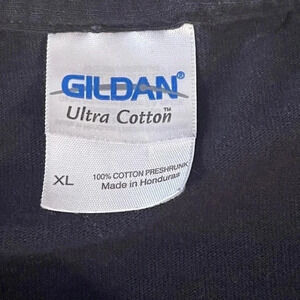 GILDAN®
Ultra Cotton™
XL
100% COTTON PRESHRUNK
Made in Honduras